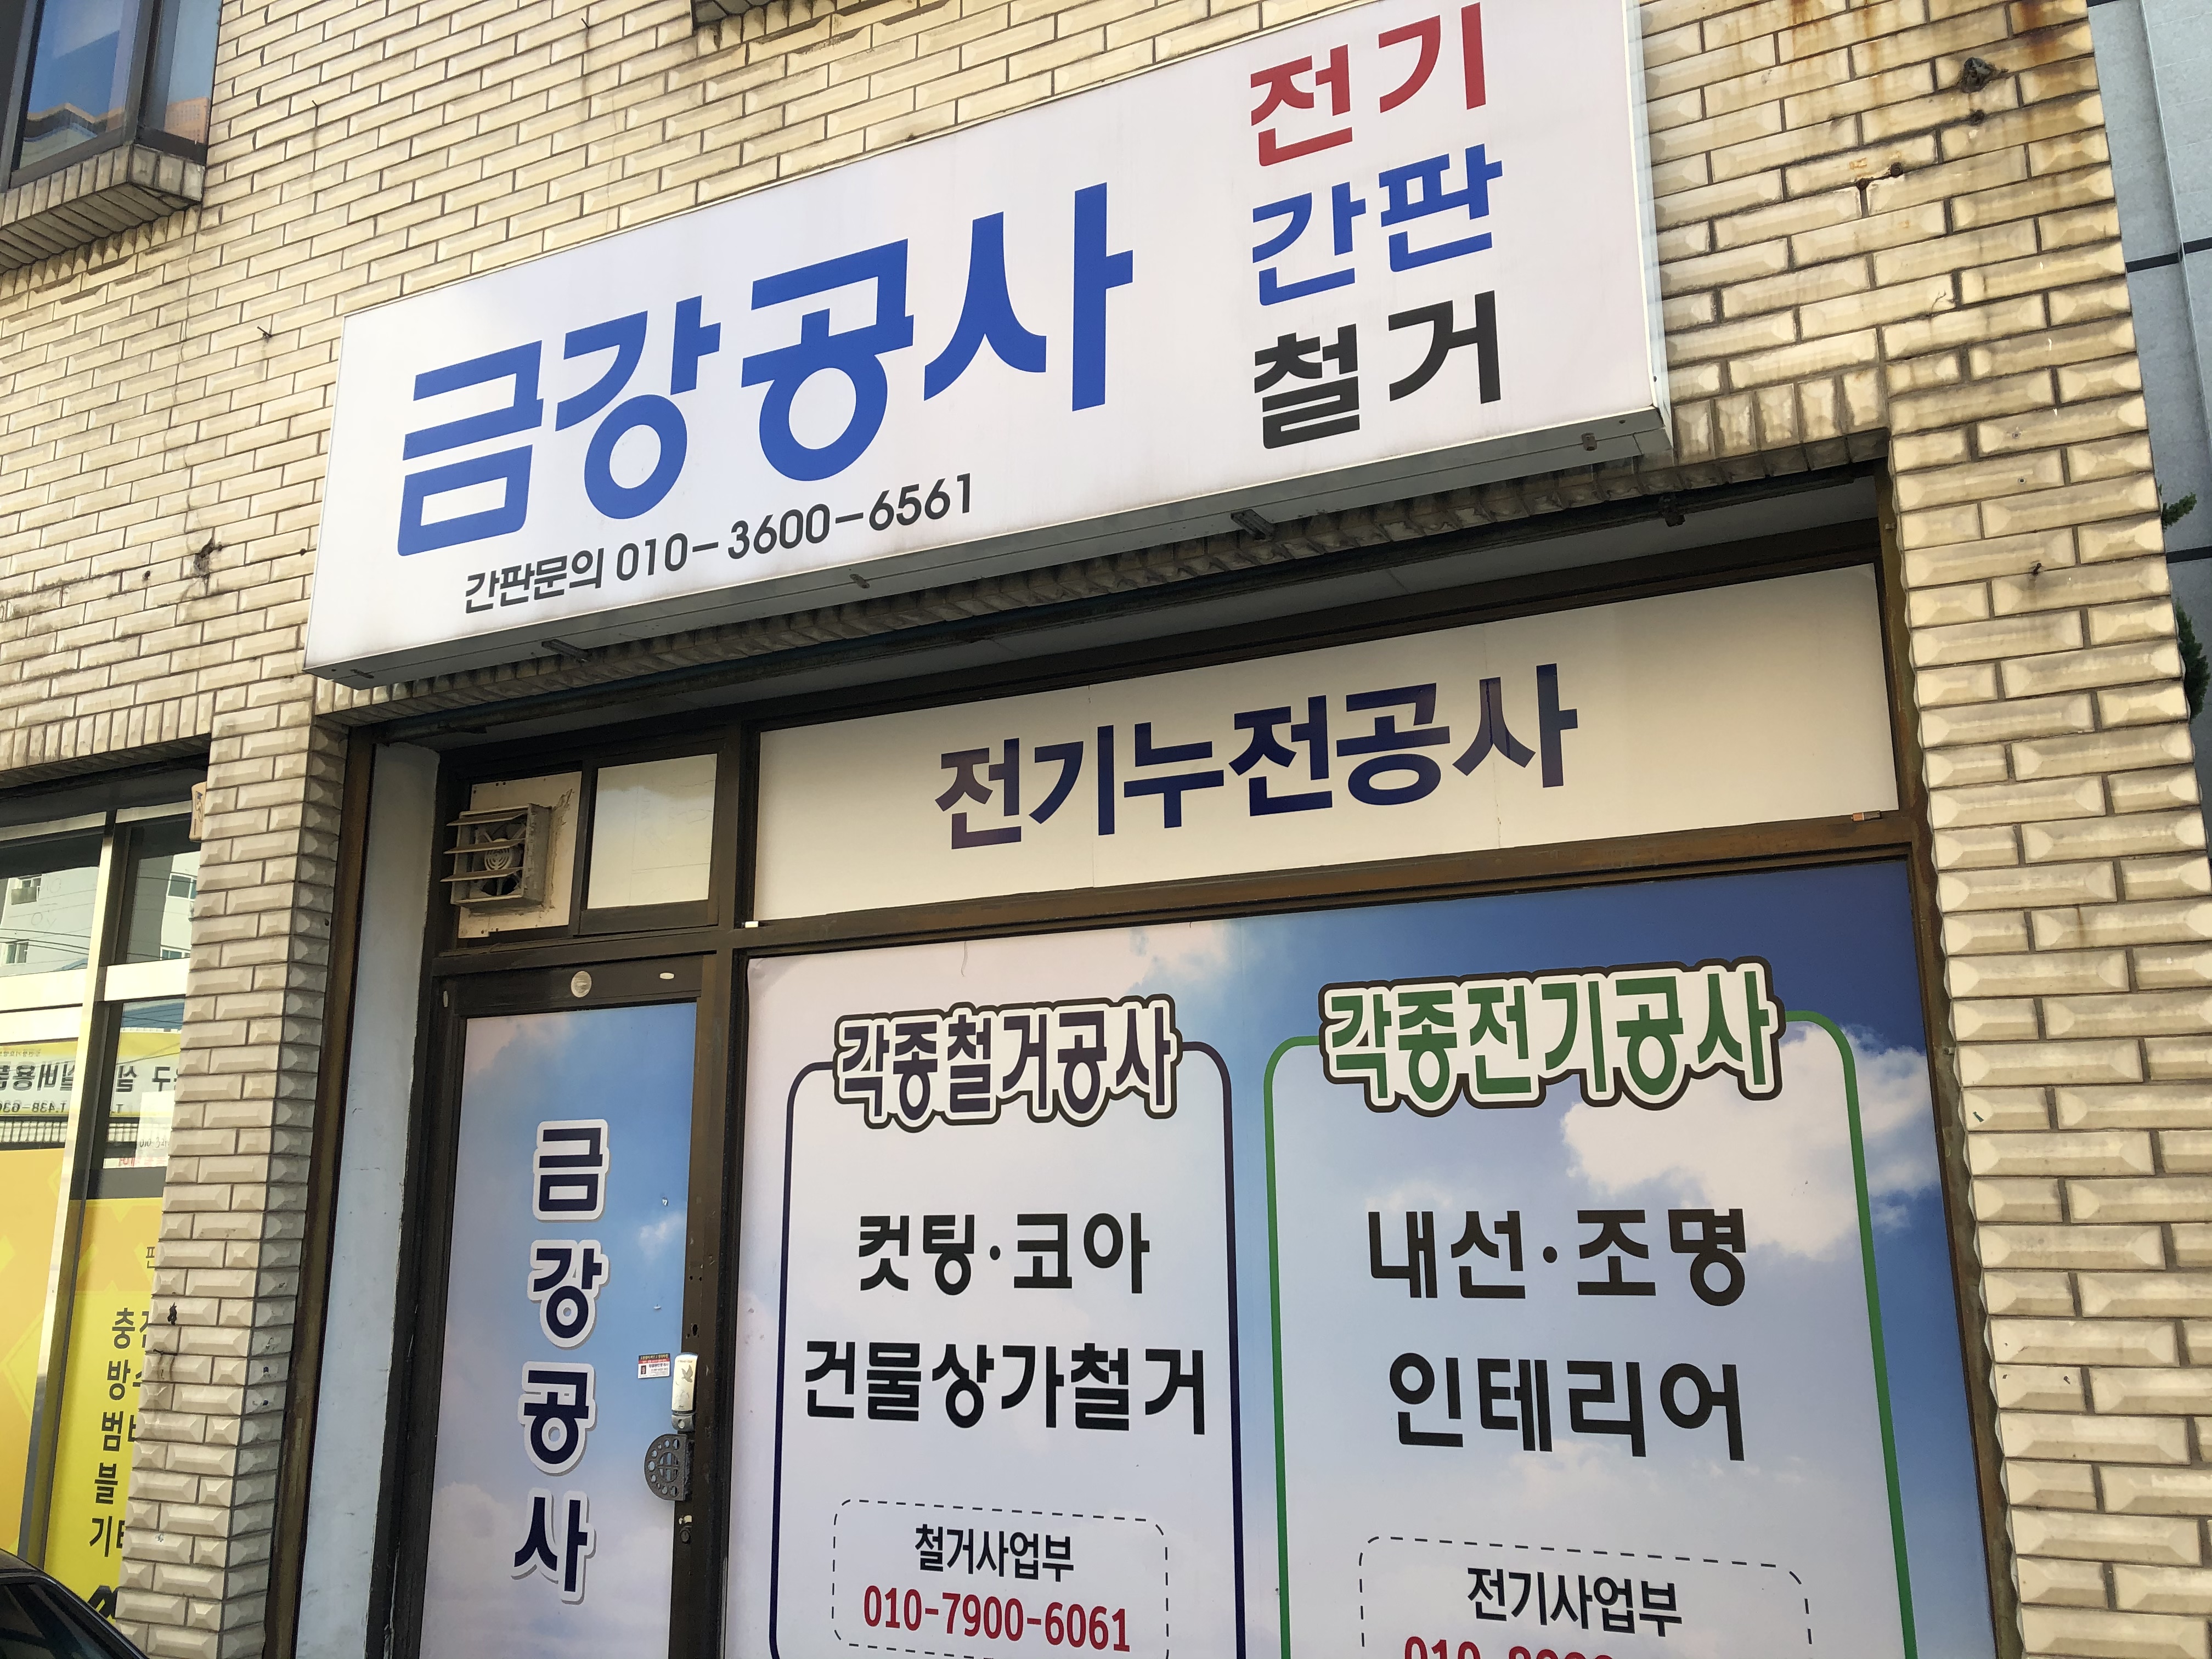 전기
간판
철거
금강공사
간판문의 010-3600-6561
전기누전공사
금강공사
각종철거공사
컷팅·코아
건물상가철거
철거사업부
010-7900-6061
각종전기공사
내선·조명
인테리어
전기사업부